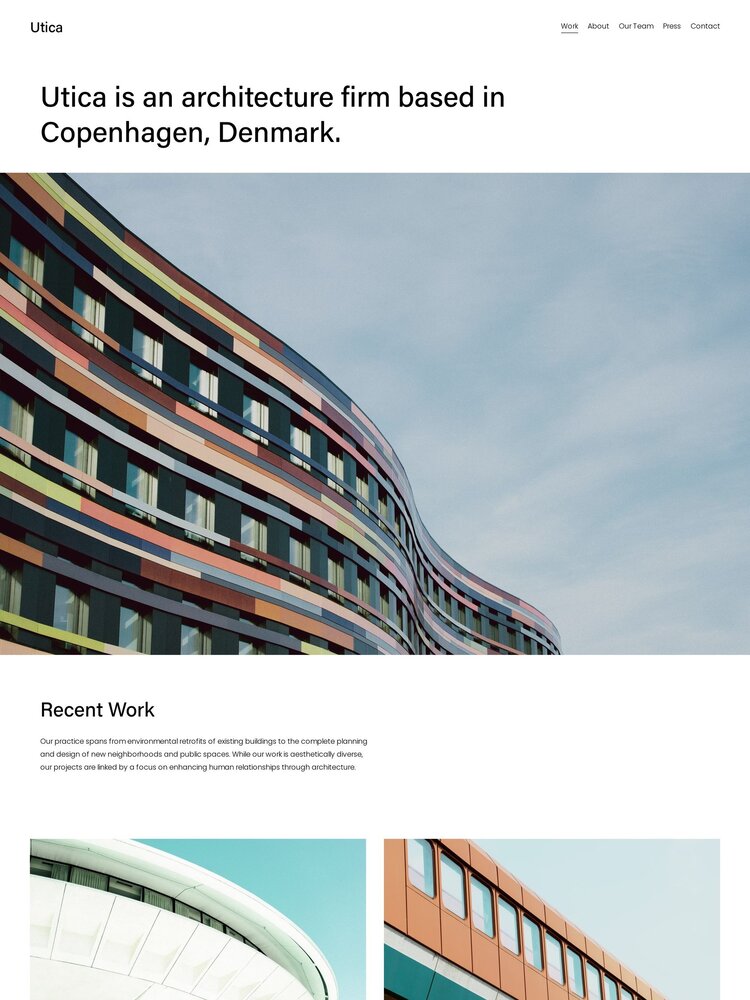 Utica
Work About Our Team Press Contact
Utica is an architecture firm based in
Copenhagen, Denmark.
Recent Work
Our practice spans from environmental retrofits of existing buildings to the complete planning
and design of new neighborhoods and public spaces. While our work is aesthetically diverse,
our projects are linked by a focus on enhancing human relationships through architecture.